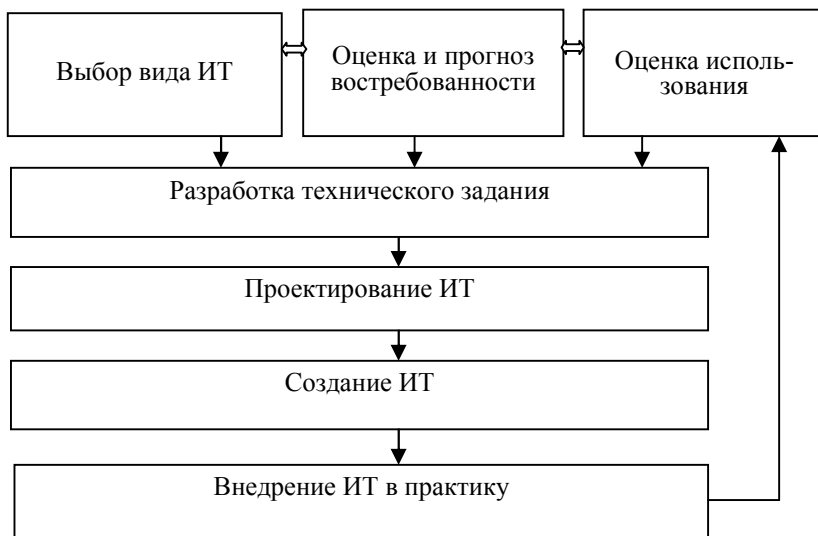 Выбор вида ИТ
Оценка и прогноз
востребованности
Оценка исполь-
зования
Разработка технического задания
Проектирование ИТ
Создание ИТ
Внедрение ИТ в практику